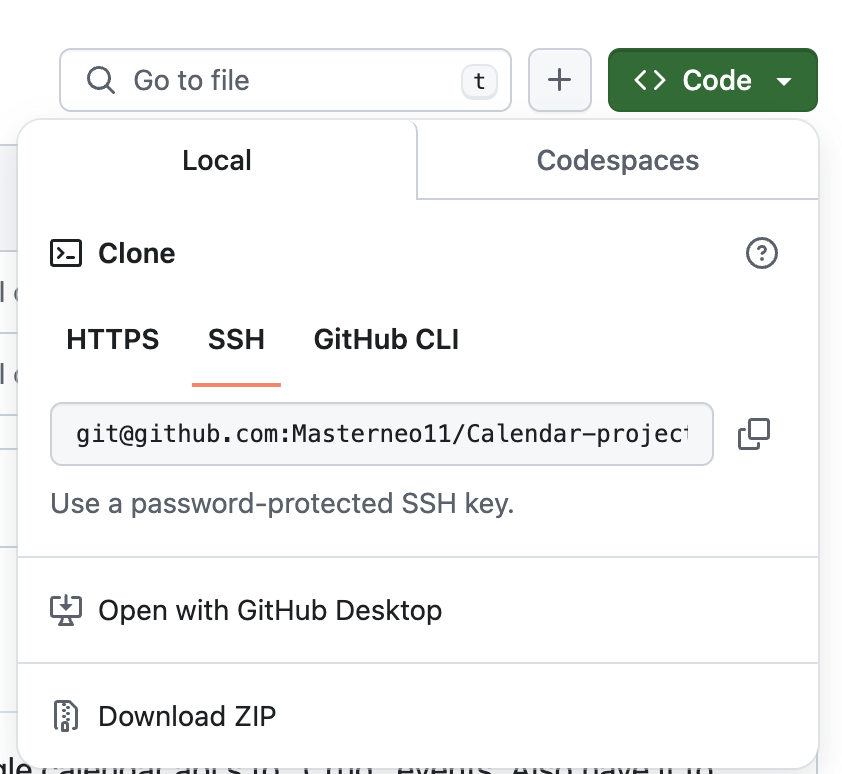 Go to file t + <> Code
Local Codespaces
Clone
HTTPS SSH GitHub CLI
git@github.com:Masterneo11/Calendar-project
Use a password-protected SSH key.
Open with GitHub Desktop
Download ZIP